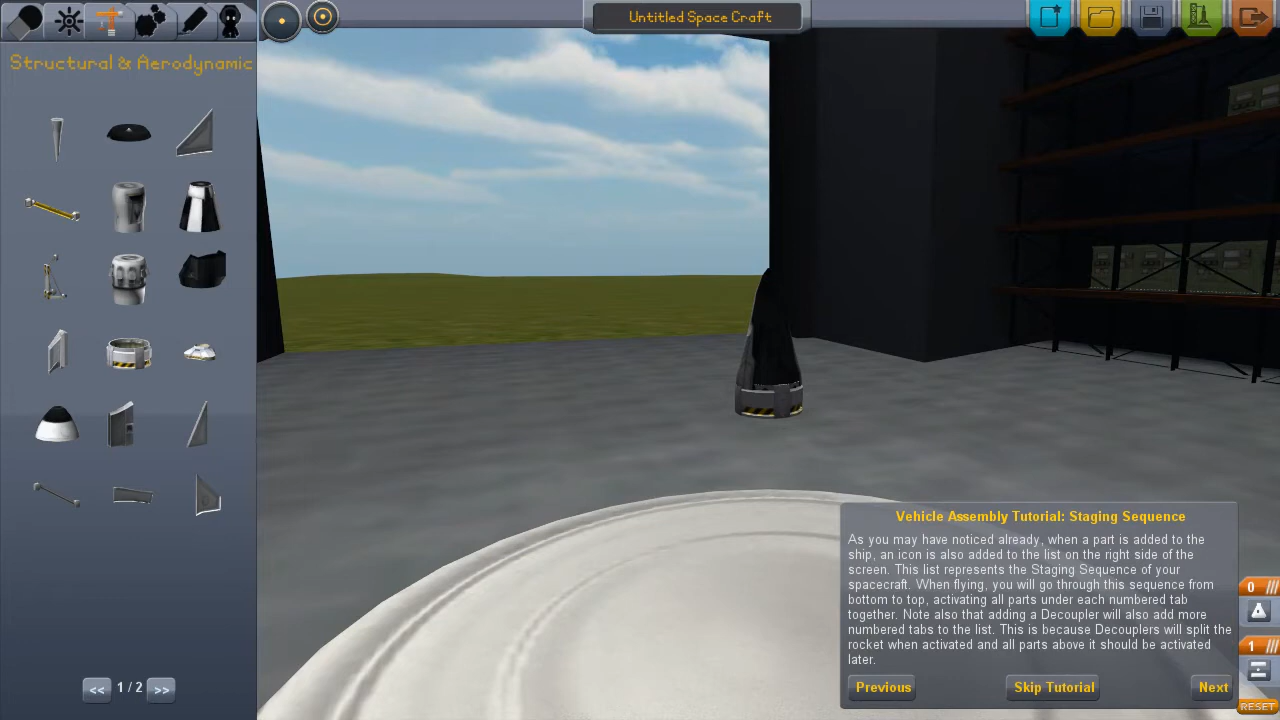 Untitled Space Craft
Structural & Aerodynamic
Vehicle Assembly Tutorial: Staging Sequence
As you may have noticed already, when a part is added to the
ship, an icon is also added to the list on the right side of the
screen. This list represents the Staging Sequence of your
spacecraft. When flying, you will go through this sequence from
bottom to top, activating all parts under each numbered tab
together. Note also that adding a Decoupler will also add more
numbered tabs to the list. This is because Decouplers will split the
rocket when activated and all parts above it should be activated
later.
Previous
Skip Tutorial
Next
0
1
RESET
<< 1 / 2 >>